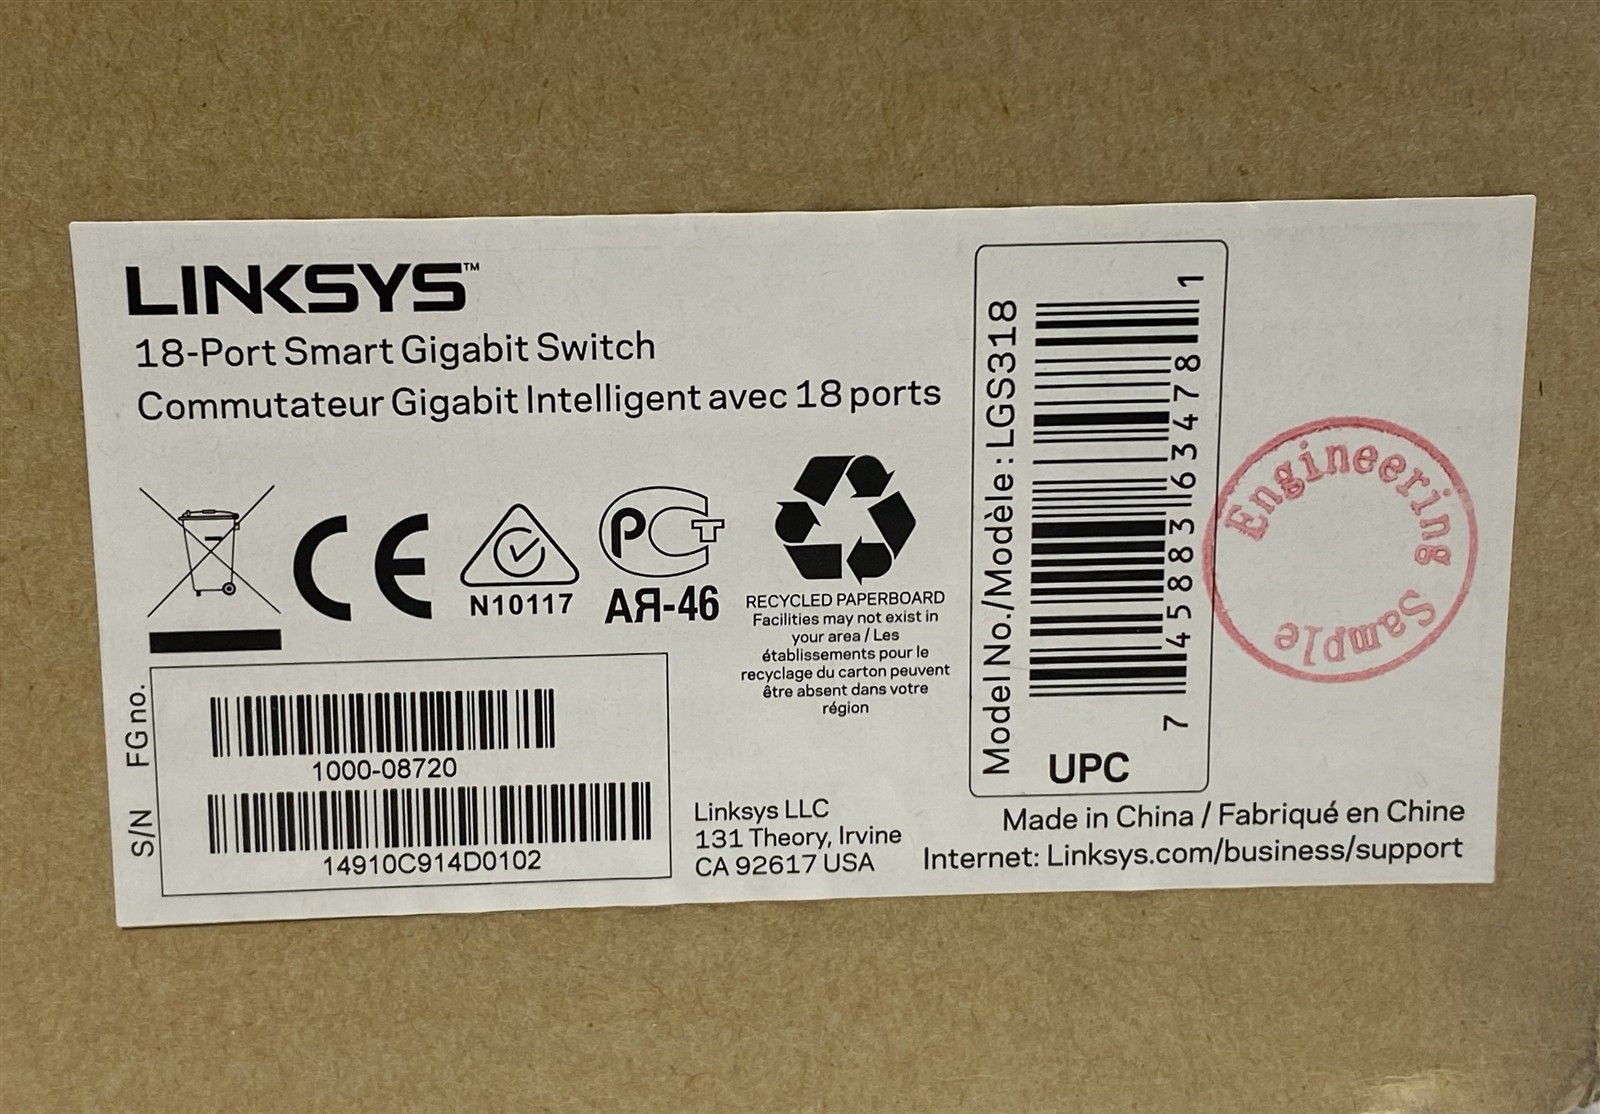 LINKSYS™
18-Port Smart Gigabit Switch
Commutateur Gigabit Intelligent avec 18 ports
N10117
РСТ
АЯ-46
RECYCLED PAPERBOARD
Facilities may not exist in
your area / Les
établissements pour le
recyclage du carton peuvent
être absent dans votre
région
FG no.
1000-08720
S/N
14910C914D0102
Linksys LLC
131 Theory, Irvine
CA 92617 USA
Model No./Modèle : LGS318
7 45883 63478 1
UPC
Engineering
Sample
Made in China / Fabriqué en Chine
Internet: Linksys.com/business/support